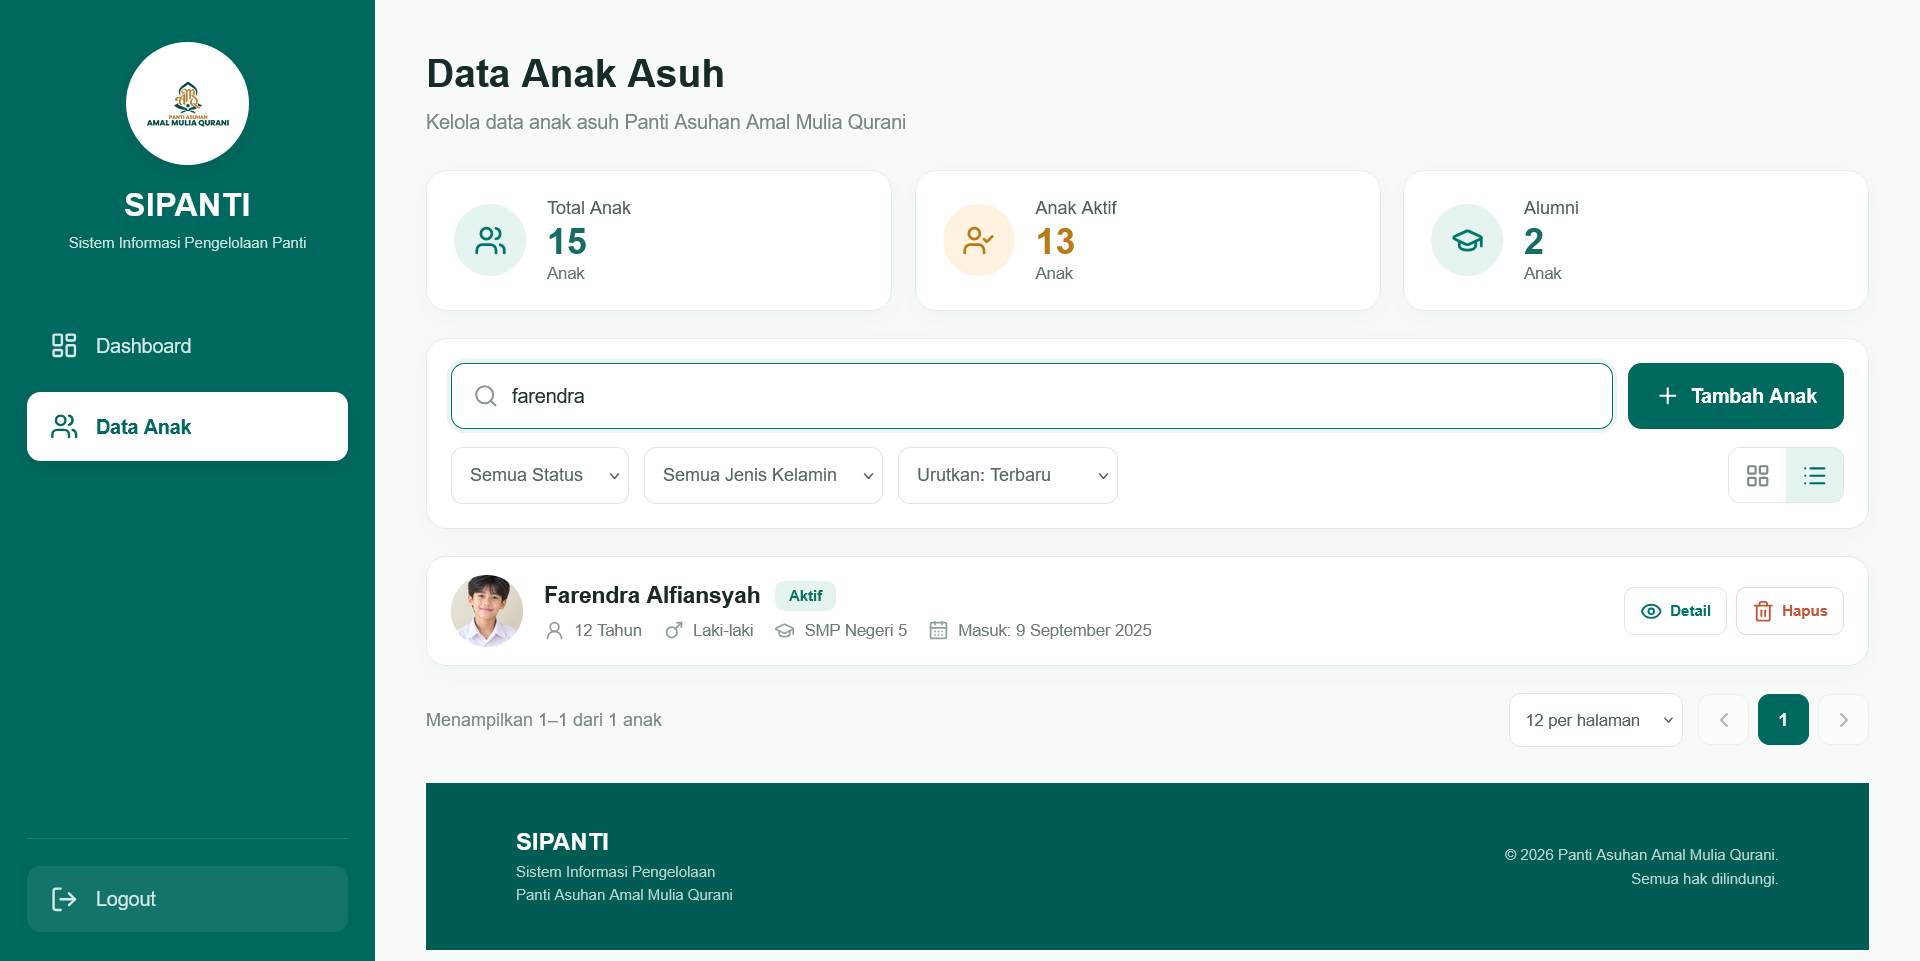 PANTI ASUHAN
AMAL MULIA QURANI
SIPANTI
Sistem Informasi Pengelolaan Panti
Dashboard
Data Anak
Logout
Data Anak Asuh
Kelola data anak asuh Panti Asuhan Amal Mulia Qurani
Total Anak
15
Anak
Anak Aktif
13
Anak
Alumni
2
Anak
farendra
Tambah Anak
Semua Status
Semua Jenis Kelamin
Urutkan: Terbaru
Farendra Alfiansyah Aktif
12 Tahun Laki-laki SMP Negeri 5 Masuk: 9 September 2025
Detail
Hapus
Menampilkan 1–1 dari 1 anak
12 per halaman
1
SIPANTI
Sistem Informasi Pengelolaan
Panti Asuhan Amal Mulia Qurani
© 2026 Panti Asuhan Amal Mulia Qurani.
Semua hak dilindungi.